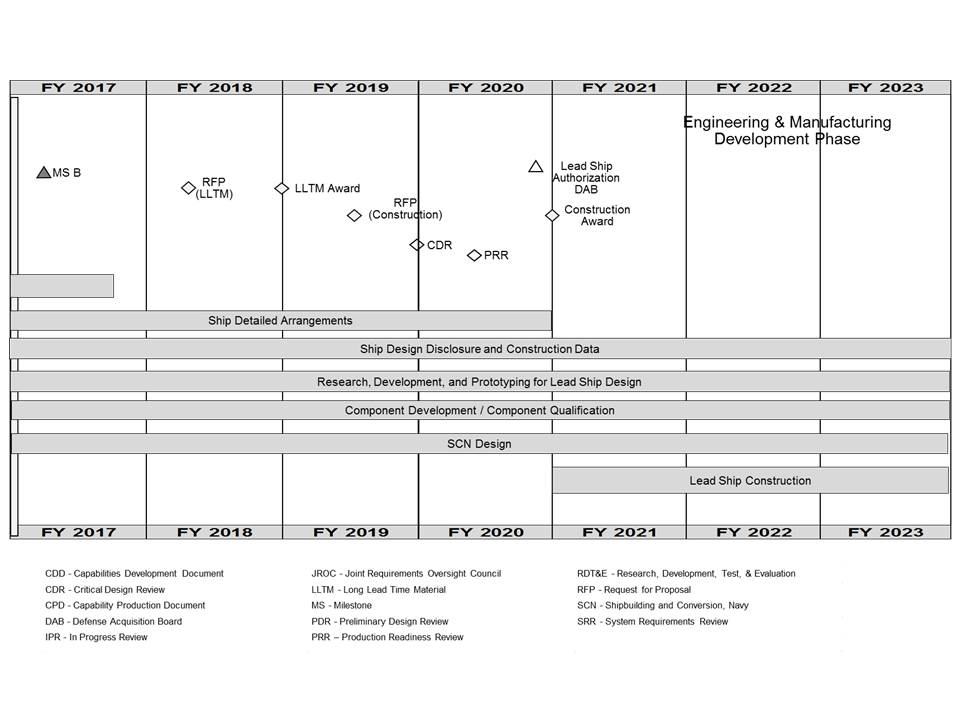 FY 2017 FY 2018 FY 2019 FY 2020 FY 2021 FY 2022 FY 2023
Engineering & Manufacturing
Development Phase
MS B
RFP
(LLTM)
LLTM Award
RFP
(Construction)
CDR
PRR
Lead Ship
Authorization
DAB
Construction
Award
Ship Detailed Arrangements
Ship Design Disclosure and Construction Data
Research, Development, and Prototyping for Lead Ship Design
Component Development / Component Qualification
SCN Design
Lead Ship Construction
FY 2017 FY 2018 FY 2019 FY 2020 FY 2021 FY 2022 FY 2023
CDD - Capabilities Development Document
CDR - Critical Design Review
CPD - Capability Production Document
DAB - Defense Acquisition Board
IPR - In Progress Review
JROC - Joint Requirements Oversight Council
LLTM - Long Lead Time Material
MS - Milestone
PDR - Preliminary Design Review
PRR – Production Readiness Review
RDT&E - Research, Development, Test, & Evaluation
RFP - Request for Proposal
SCN - Shipbuilding and Conversion, Navy
SRR - System Requirements Review